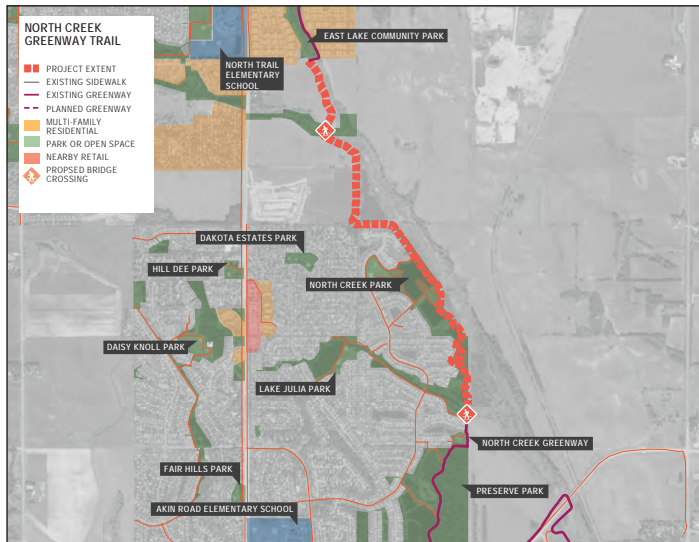 NORTH CREEK
GREENWAY TRAIL
PROJECT EXTENT
EXISTING SIDEWALK
EXISTING GREENWAY
PLANNED GREENWAY
MULTI-FAMILY
RESIDENTIAL
PARK OR OPEN SPACE
NEARBY RETAIL
PROPSED BRIDGE
CROSSING
EAST LAKE COMMUNITY PARK
NORTH TRAIL
ELEMENTARY
SCHOOL
DAKOTA ESTATES PARK
HILL DEE PARK
NORTH CREEK PARK
DAISY KNOLL PARK
LAKE JULIA PARK
NORTH CREEK GREENWAY
FAIR HILLS PARK
PRESERVE PARK
AKIN ROAD ELEMENTARY SCHOOL